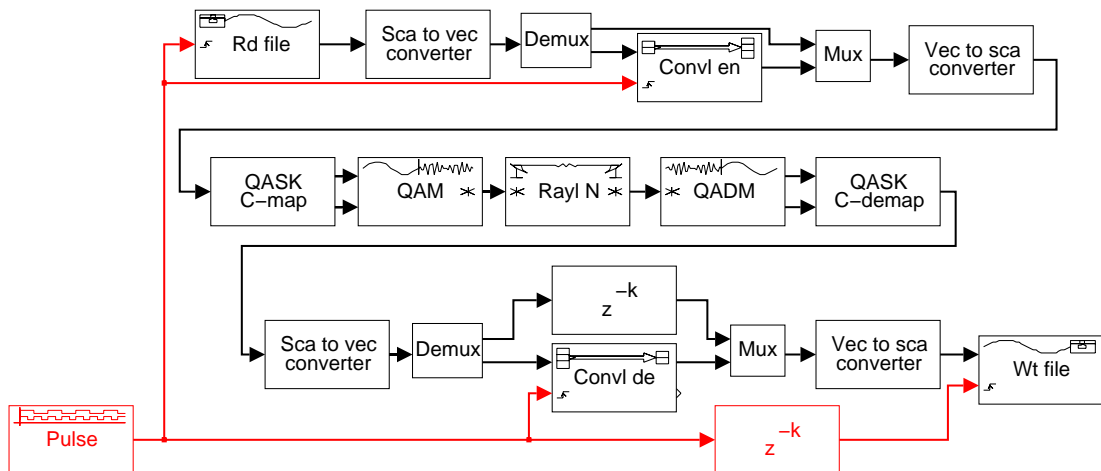 Rd file
Sca to vec
converter
Demux
Convl en
Mux
Vec to sca
converter
QASK
C−map
QAM
Rayl N
QADM
QASK
C−demap
Sca to vec
converter
Demux
z−k
Convl de
Mux
Vec to sca
converter
Wt file
Pulse
z−k